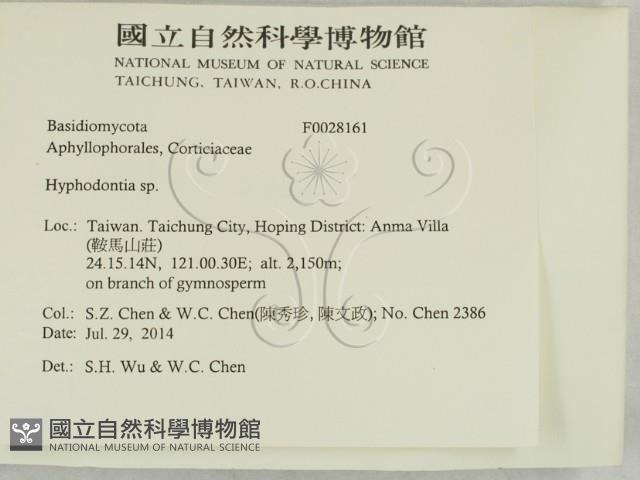 國立自然科學博物館
NATIONAL MUSEUM OF NATURAL SCIENCE
TAICHUNG, TAIWAN, R.O.CHINA
Basidiomycota F0028161
Aphyllophorales, Corticiaceae
Hyphodontia sp.
Loc.: Taiwan. Taichung City, Hoping District: Anma Villa
(鞍馬山莊)
24.15.14N, 121.00.30E; alt. 2,150m;
on branch of gymnosperm
Col.: S.Z. Chen & W.C. Chen(陳秀珍, 陳文政); No. Chen 2386
Date: Jul. 29, 2014
Det.: S.H. Wu & W.C. Chen
國立自然科學博物館
NATIONAL MUSEUM OF NATURAL SCIENCE